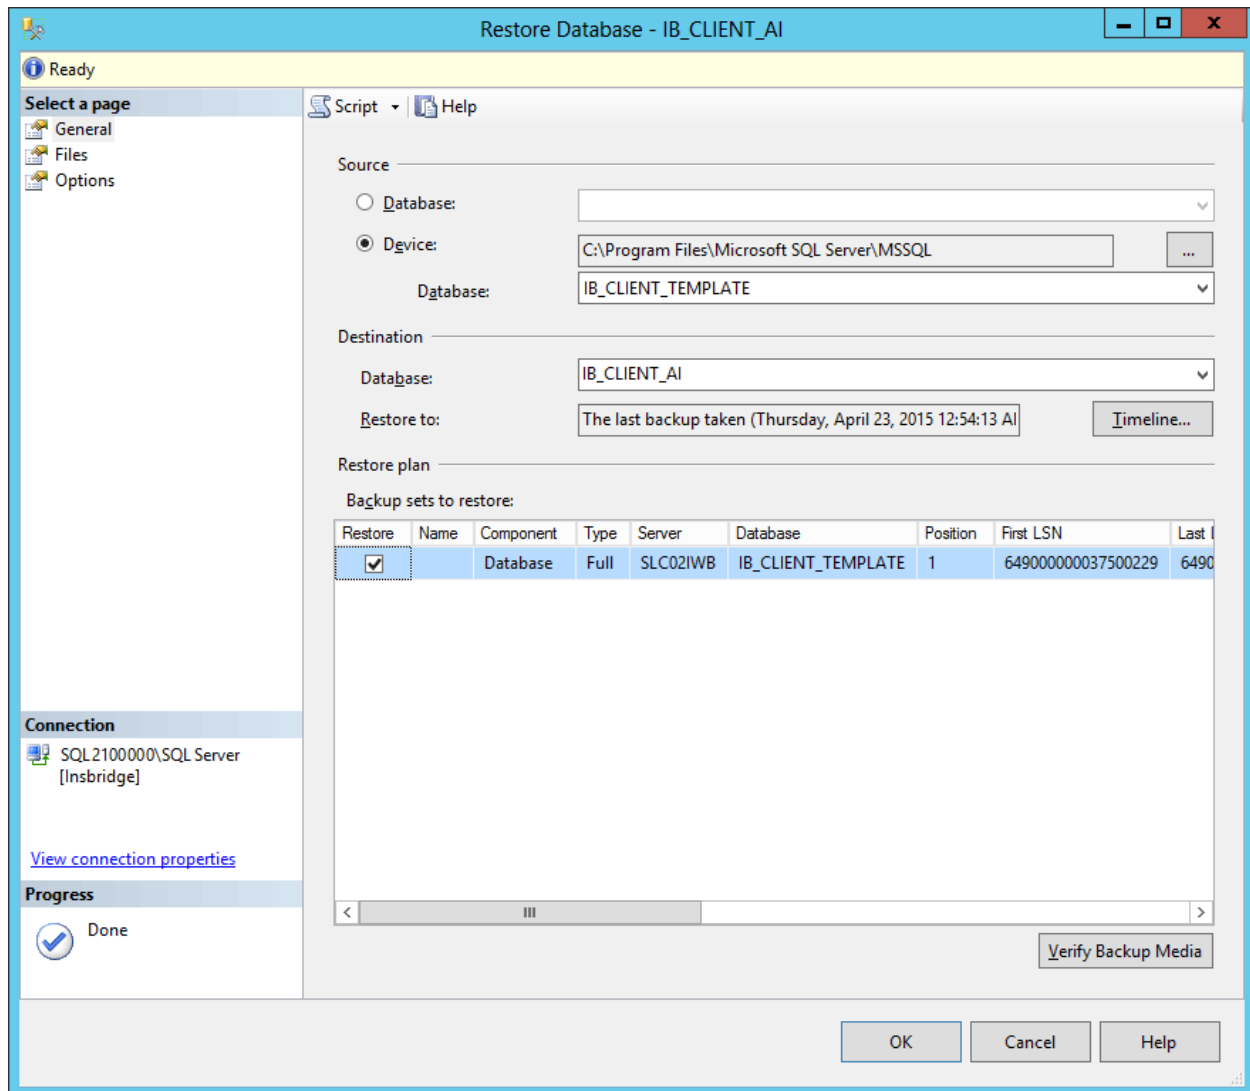 Restore Database - IB_CLIENT_AI
Ready
Select a page
General
Files
Options
Script Help
Source
Database:
Device: C:\Program Files\Microsoft SQL Server\MSSQL ...
Database: IB_CLIENT_TEMPLATE
Destination
Database: IB_CLIENT_AI
Restore to: The last backup taken (Thursday, April 23, 2015 12:54:13 Al Timeline...
Restore plan
Backup sets to restore:
Restore Name Component Type Server Database Position First LSN Last l
Database Full SLC02IWB IB_CLIENT_TEMPLATE 1 649000000037500229 6490
Connection
SQL2100000\SQL Server
[Insbridge]
View connection properties
Progress
Done
Verify Backup Media
OK Cancel Help